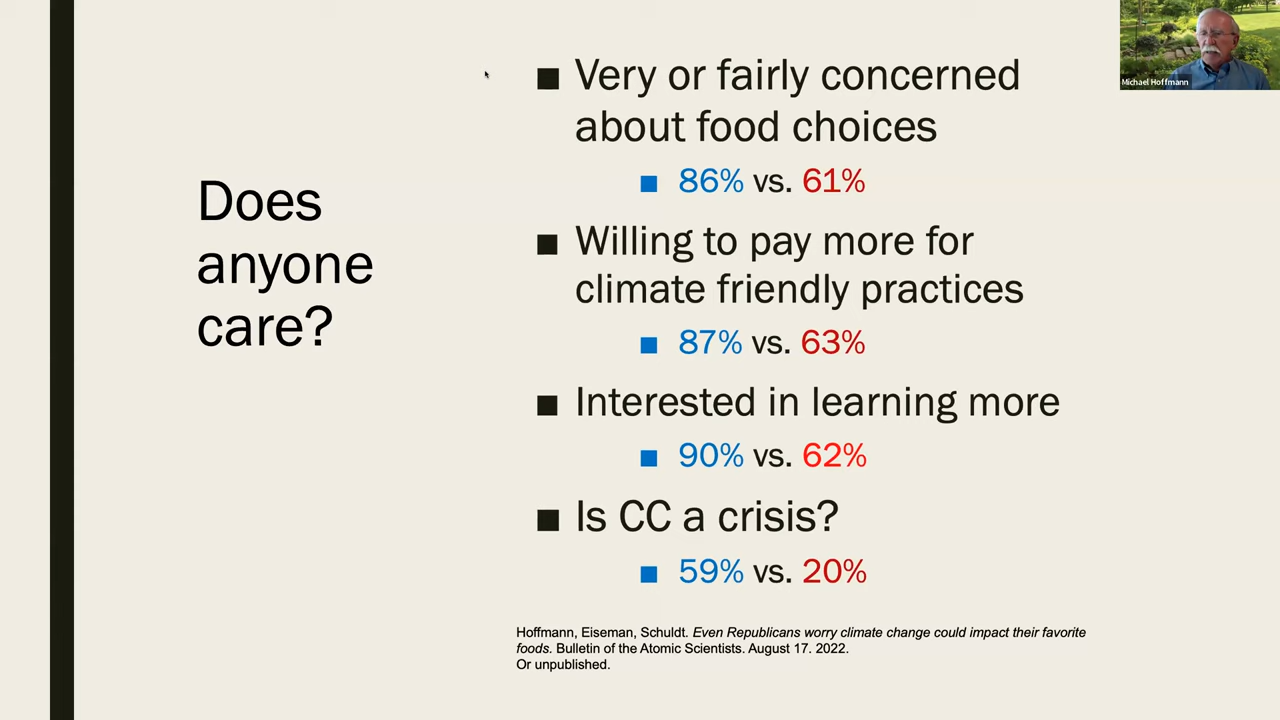 Does
anyone
care?
■ Very or fairly concerned
about food choices
■ 86% vs. 61%
■ Willing to pay more for
climate friendly practices
■ 87% vs. 63%
■ Interested in learning more
■ 90% vs. 62%
■ Is CC a crisis?
■ 59% vs. 20%
Hoffmann, Eiseman, Schuldt. Even Republicans worry climate change could impact their favorite
foods. Bulletin of the Atomic Scientists. August 17. 2022.
Or unpublished.
Michael Hoffmann